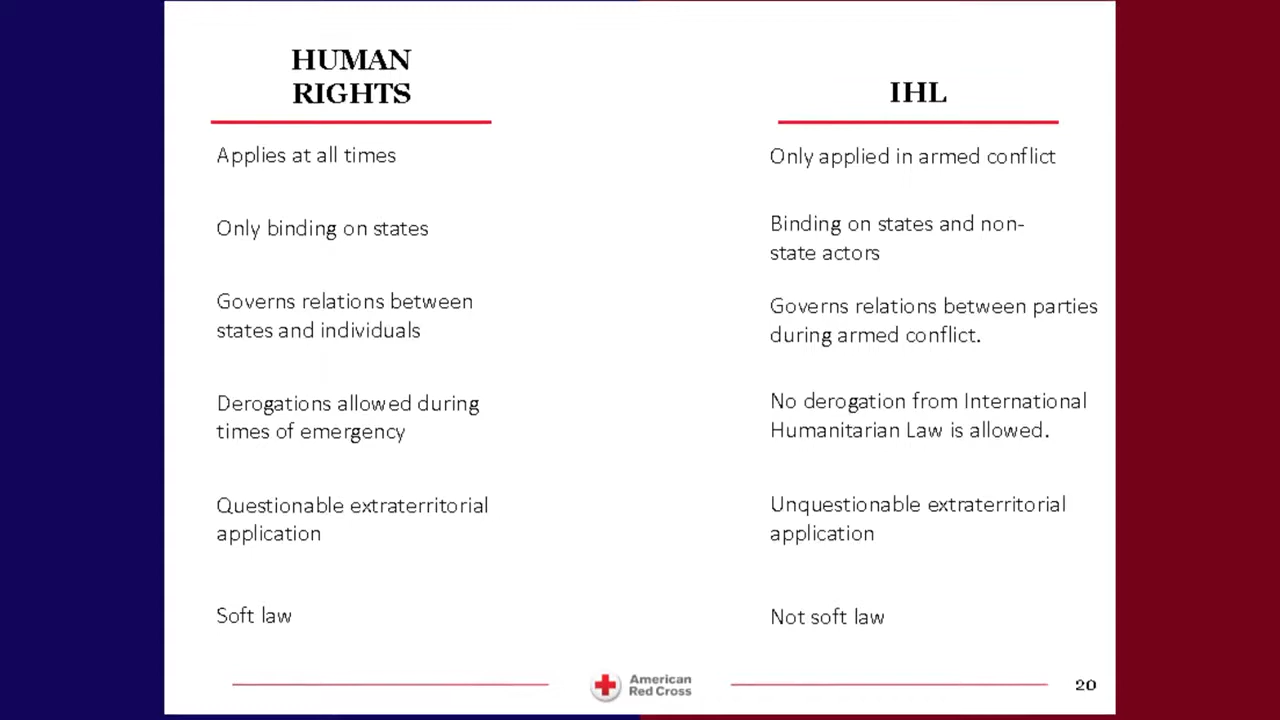 HUMAN
RIGHTS
Applies at all times
Only binding on states
Governs relations between
states and individuals
Derogations allowed during
times of emergency
Questionable extraterritorial
application
Soft law
IHL
Only applied in armed conflict
Binding on states and non-
state actors
Governs relations between parties
during armed conflict.
No derogation from International
Humanitarian Law is allowed.
Unquestionable extraterritorial
application
Not soft law
American
Red Cross
20